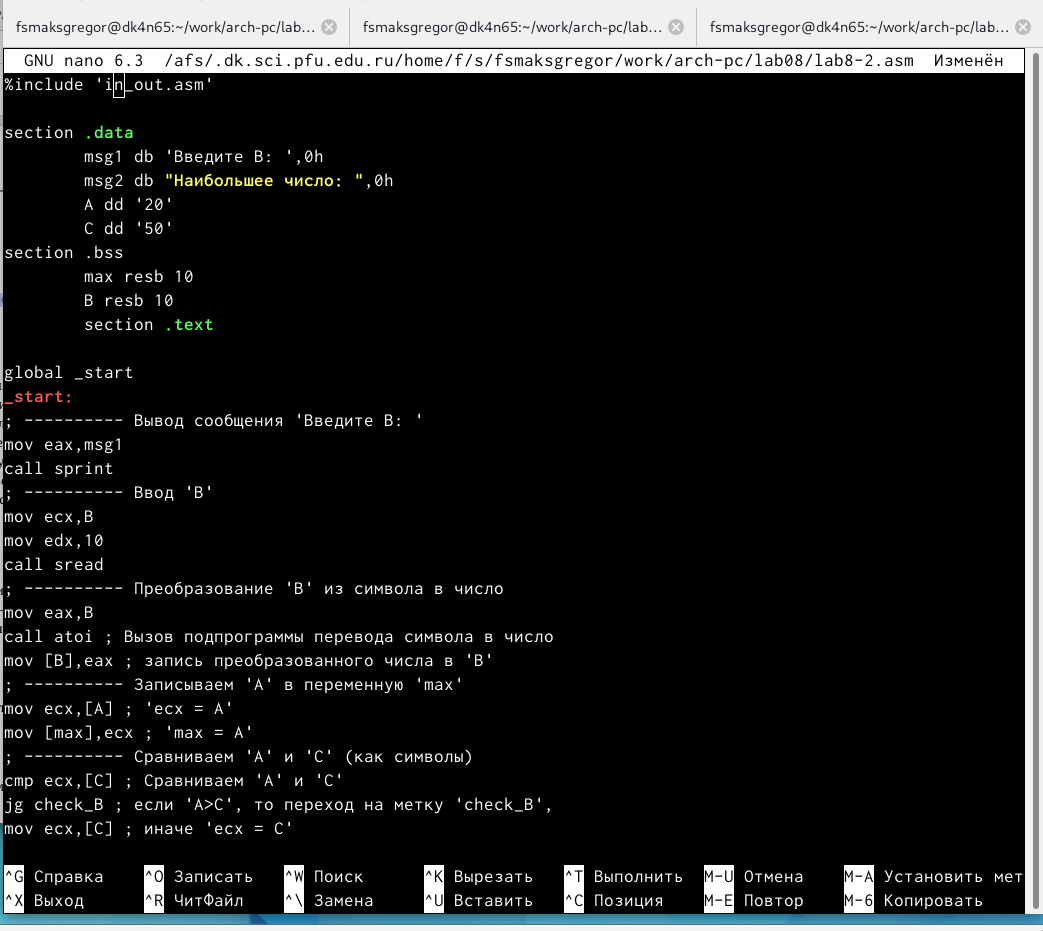 fsmaksgregor@dk4n65:~/work/arch-pc/lab... fsmaksgregor@dk4n65:~/work/arch-pc/lab... fsmaksgregor@dk4n65:~/work/arch-pc/lab...
GNU nano 6.3 /afs/.dk.sci.pfu.edu.ru/home/f/s/fsmaksgregor/work/arch-pc/lab08/lab8-2.asm Изменён
%include 'in_out.asm'
section .data
msg1 db 'Введите B: ',0h
msg2 db "Наибольшее число: ",0h
A dd '20'
C dd '50'
section .bss
max resb 10
B resb 10
section .text
global _start
_start:
; ---------- Вывод сообщения 'Введите B: '
mov eax,msg1
call sprint
; ---------- Ввод 'B'
mov ecx,B
mov edx,10
call sread
; ---------- Преобразование 'B' из символа в число
mov eax,B
call atoi ; Вызов подпрограммы перевода символа в число
mov [B],eax ; запись преобразованного числа в 'B'
; ---------- Записываем 'A' в переменную 'max'
mov ecx,[A] ; 'ecx = A'
mov [max],ecx ; 'max = A'
; ---------- Сравниваем 'A' и 'С' (как символы)
cmp ecx,[C] ; Сравниваем 'A' и 'С'
jg check_B ; если 'A>C', то переход на метку 'check_B',
mov ecx,[C] ; иначе 'ecx = C'
^G Справка ^O Записать ^W Поиск ^K Вырезать ^T Выполнить M-U Отмена M-A Установить мет
^X Выход ^R ЧитФайл ^\ Замена ^U Вставить ^C Позиция M-E Повтор M-6 Копировать